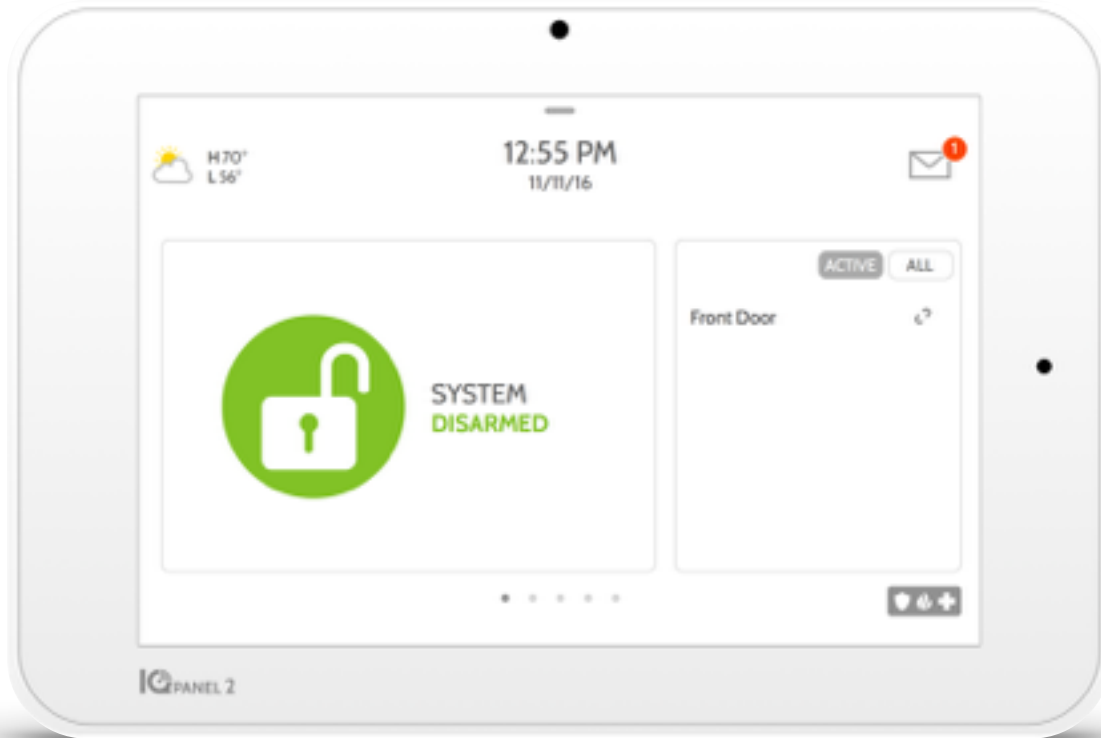 H 70°
L 56°
12:55 PM
11/11/16
1
ACTIVE
ALL
Front Door
SYSTEM
DISARMED
IQ PANEL 2